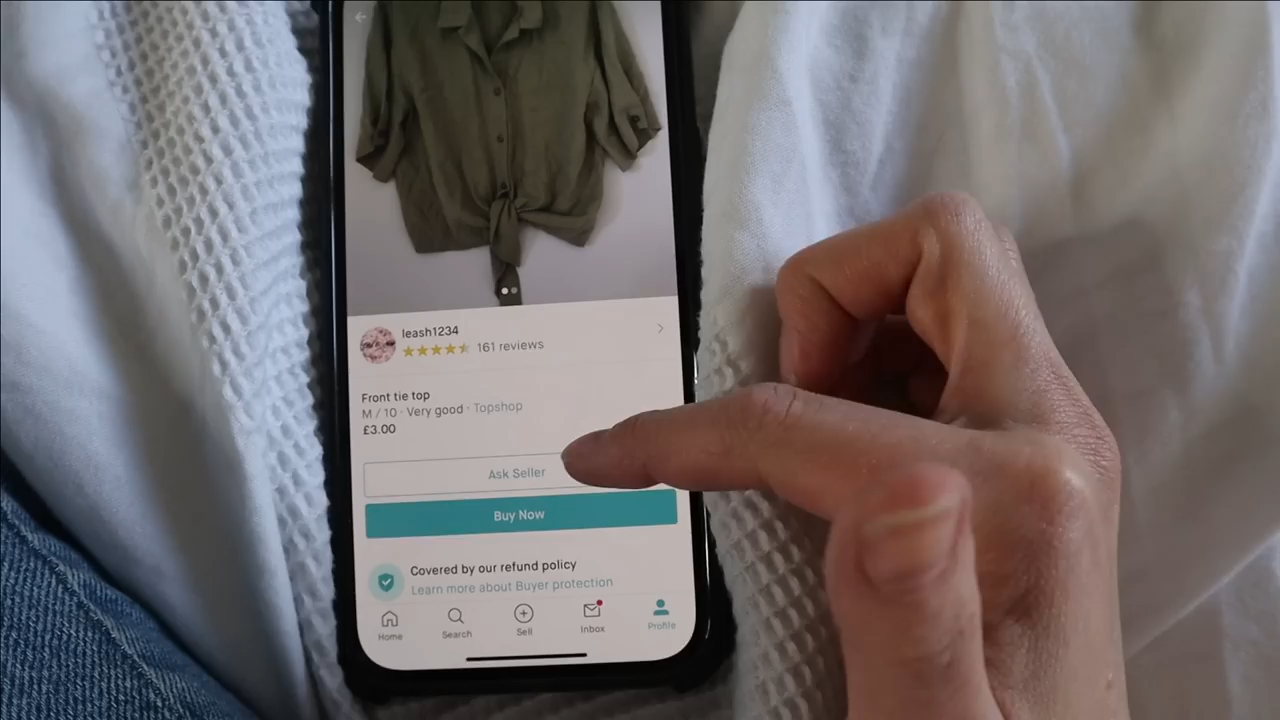 leash1234
161 reviews
Front tie top
M / 10 · Very good · Topshop
£3.00
Ask Seller
Buy Now
Covered by our refund policy
Learn more about Buyer protection
Home
Search
Sell
Inbox
Profile